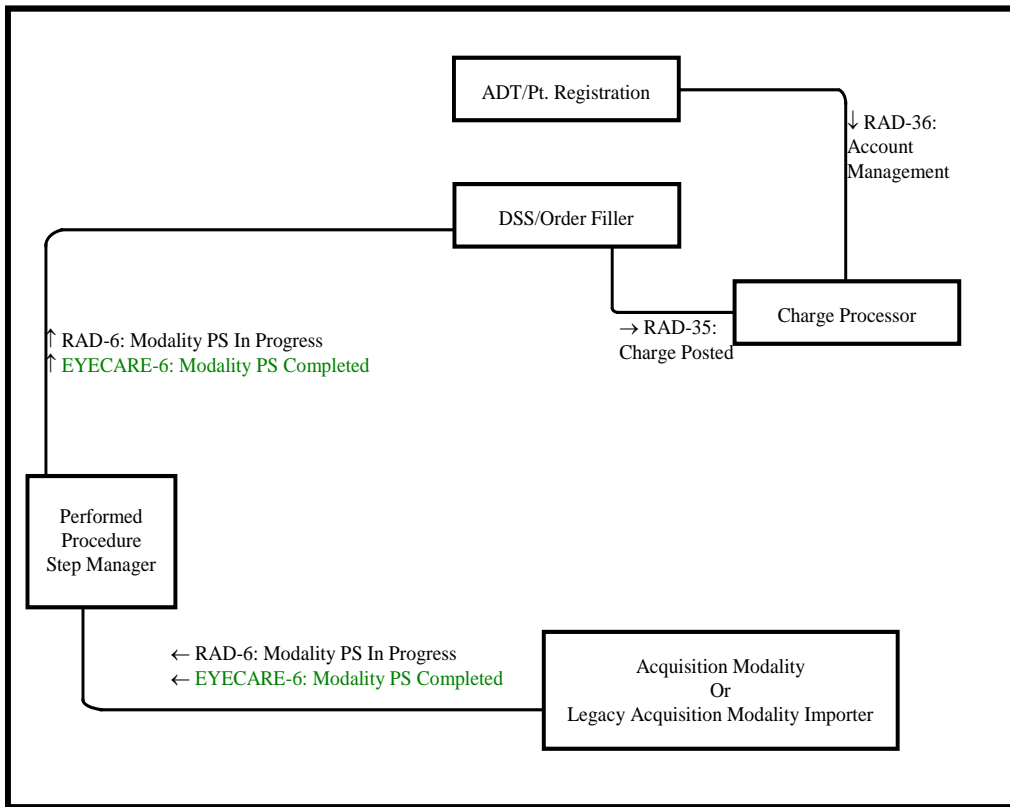 ADT/Pt. Registration
↓ RAD-36:
Account
Management
DSS/Order Filler
Charge Processor
→ RAD-35:
Charge Posted
↑ RAD-6: Modality PS In Progress
↑ EYECARE-6: Modality PS Completed
Performed
Procedure
Step Manager
← RAD-6: Modality PS In Progress
← EYECARE-6: Modality PS Completed
Acquisition Modality
Or
Legacy Acquisition Modality Importer